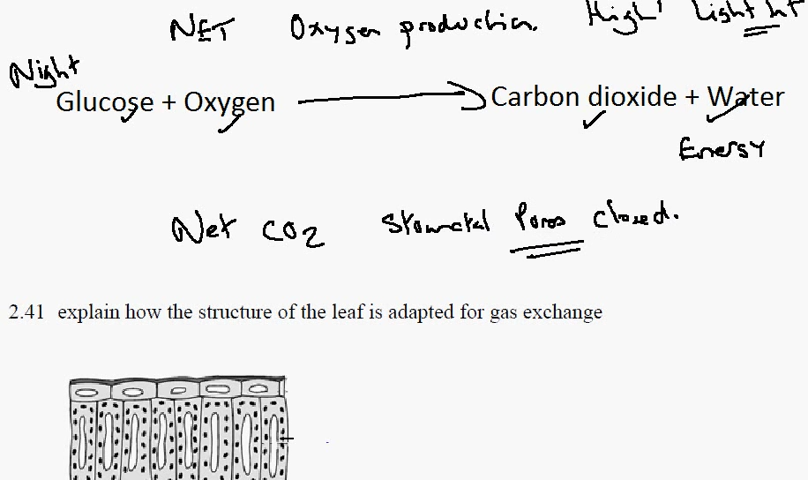 NET Oxygen production. High light
Night
Glucose + Oxygen Carbon dioxide + Water
Energy
Net CO2 Stomatal Pores closed.
2.41 explain how the structure of the leaf is adapted for gas exchange